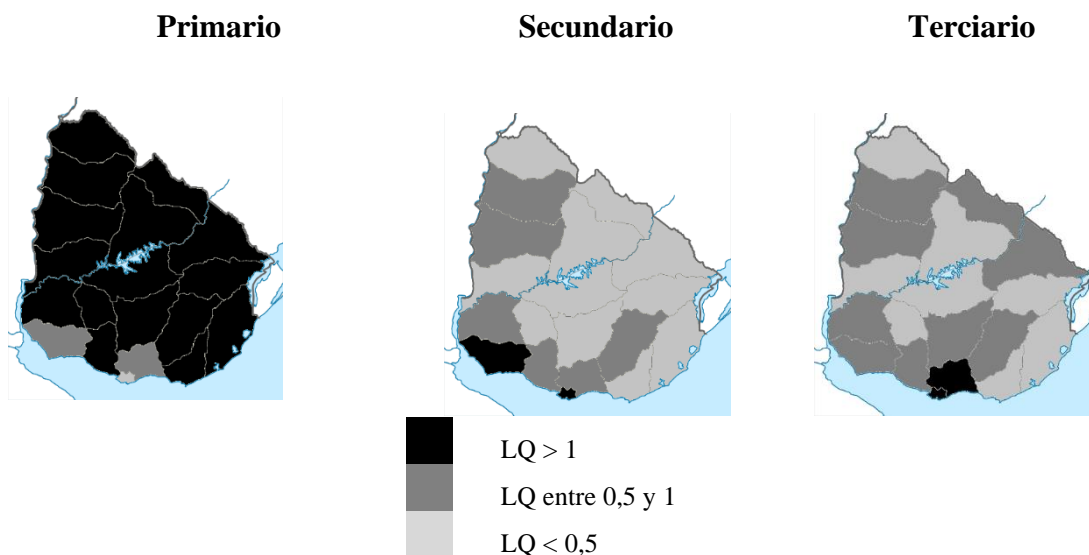 Primario Secundario Terciario
LQ > 1
LQ entre 0,5 y 1
LQ < 0,5